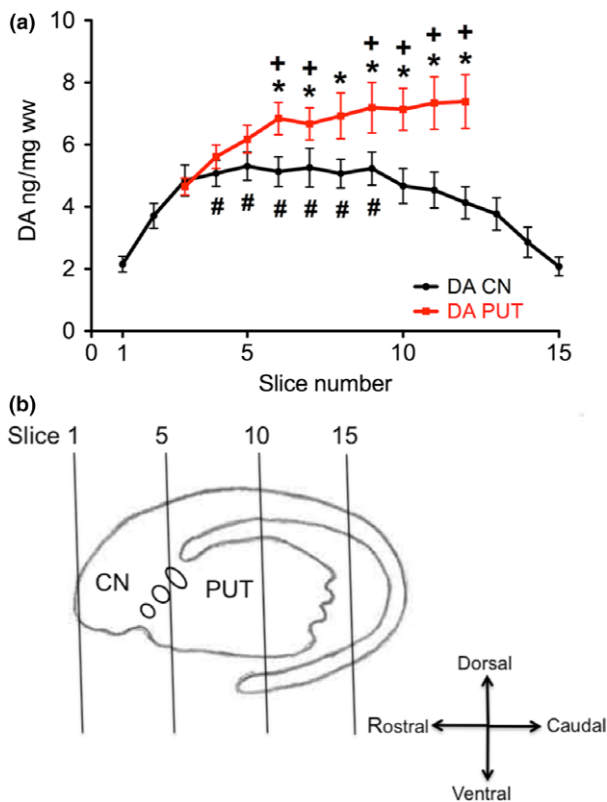 (a)
10
8
6
4
2
0
DA ng/mg ww
+ + + + + +
* * * * * * *
# # # # # #
DA CN
DA PUT
0 1 5 10 15
Slice number
(b)
Slice 1 5 10 15
CN PUT
Dorsal
Rostral Caudal
Ventral